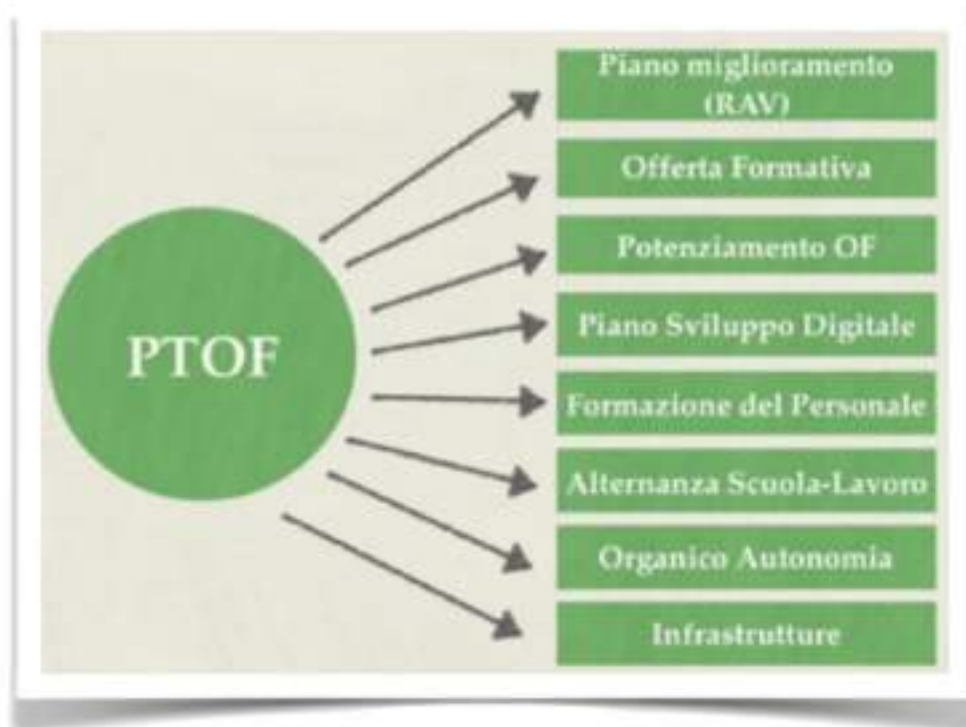 PTOF
Piano miglioramento
(RAV)
Offerta Formativa
Potenziamento OF
Piano Sviluppo Digitale
Formazione del Personale
Alternanza Scuola-Lavoro
Organico Autonomia
Infrastrutture